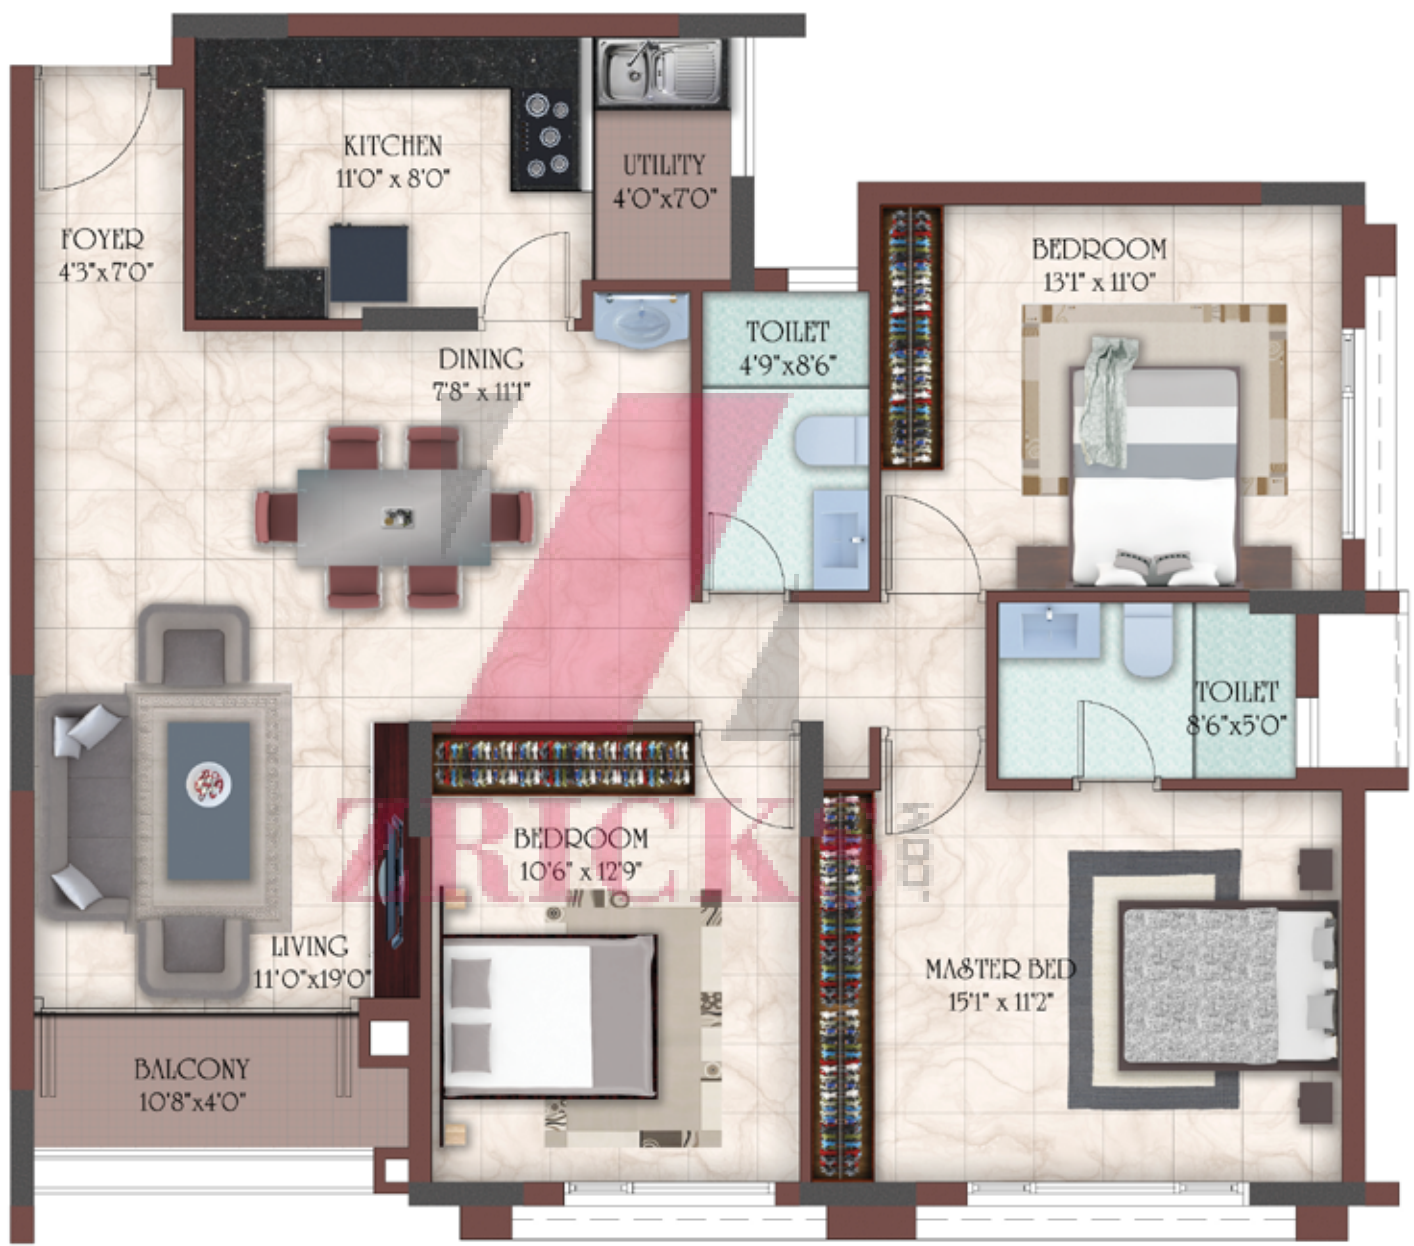 KITCHEN
11'0" x 8'0"
UTILITY
4'0"x7'0"
FOYER
4'3"x7'0"
BEDROOM
13'1" x 11'0"
TOILET
4'9"x8'6"
DINING
7'8" x 11'1"
TOILET
8'6"x5'0"
ZRICKS
.COM
BEDROOM
10'6" x 12'9"
LIVING
11'0"x19'0"
MASTER BED
15'1" x 11'2"
BALCONY
10'8"x4'0"